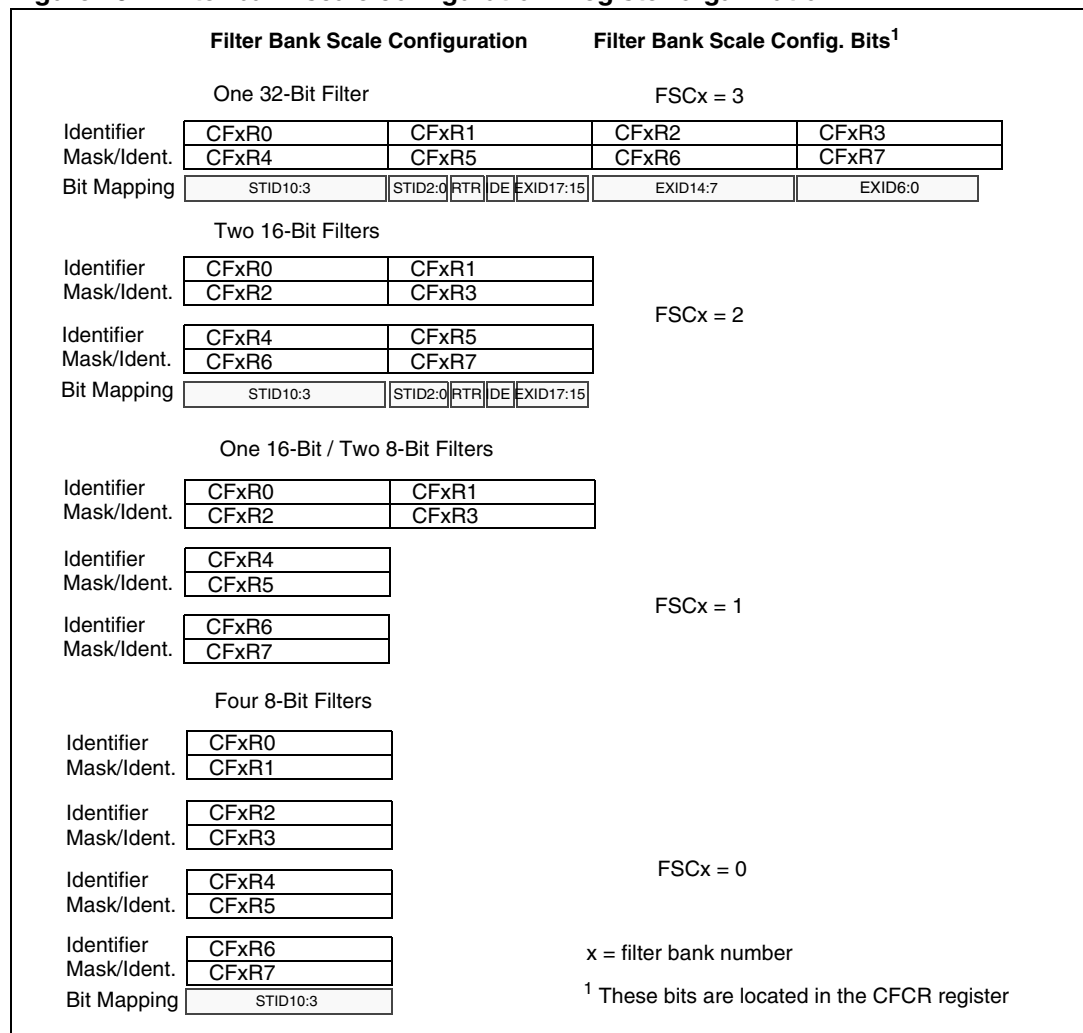 Filter Bank Scale Configuration Filter Bank Scale Config. Bits1
One 32-Bit Filter FSCx = 3
Identifier CFxR0 CFxR1 CFxR2 CFxR3
Mask/Ident. CFxR4 CFxR5 CFxR6 CFxR7
Bit Mapping STID10:3 STID2:0 RTR IDE EXID17:15 EXID14:7 EXID6:0
Two 16-Bit Filters
Identifier CFxR0 CFxR1
Mask/Ident. CFxR2 CFxR3
FSCx = 2
Identifier CFxR4 CFxR5
Mask/Ident. CFxR6 CFxR7
Bit Mapping STID10:3 STID2:0 RTR IDE EXID17:15
One 16-Bit / Two 8-Bit Filters
Identifier CFxR0 CFxR1
Mask/Ident. CFxR2 CFxR3
Identifier CFxR4
Mask/Ident. CFxR5
FSCx = 1
Identifier CFxR6
Mask/Ident. CFxR7
Four 8-Bit Filters
Identifier CFxR0
Mask/Ident. CFxR1
Identifier CFxR2
Mask/Ident. CFxR3
FSCx = 0
Identifier CFxR4
Mask/Ident. CFxR5
Identifier CFxR6
Mask/Ident. CFxR7
x = filter bank number
Bit Mapping STID10:3
1 These bits are located in the CFCR register